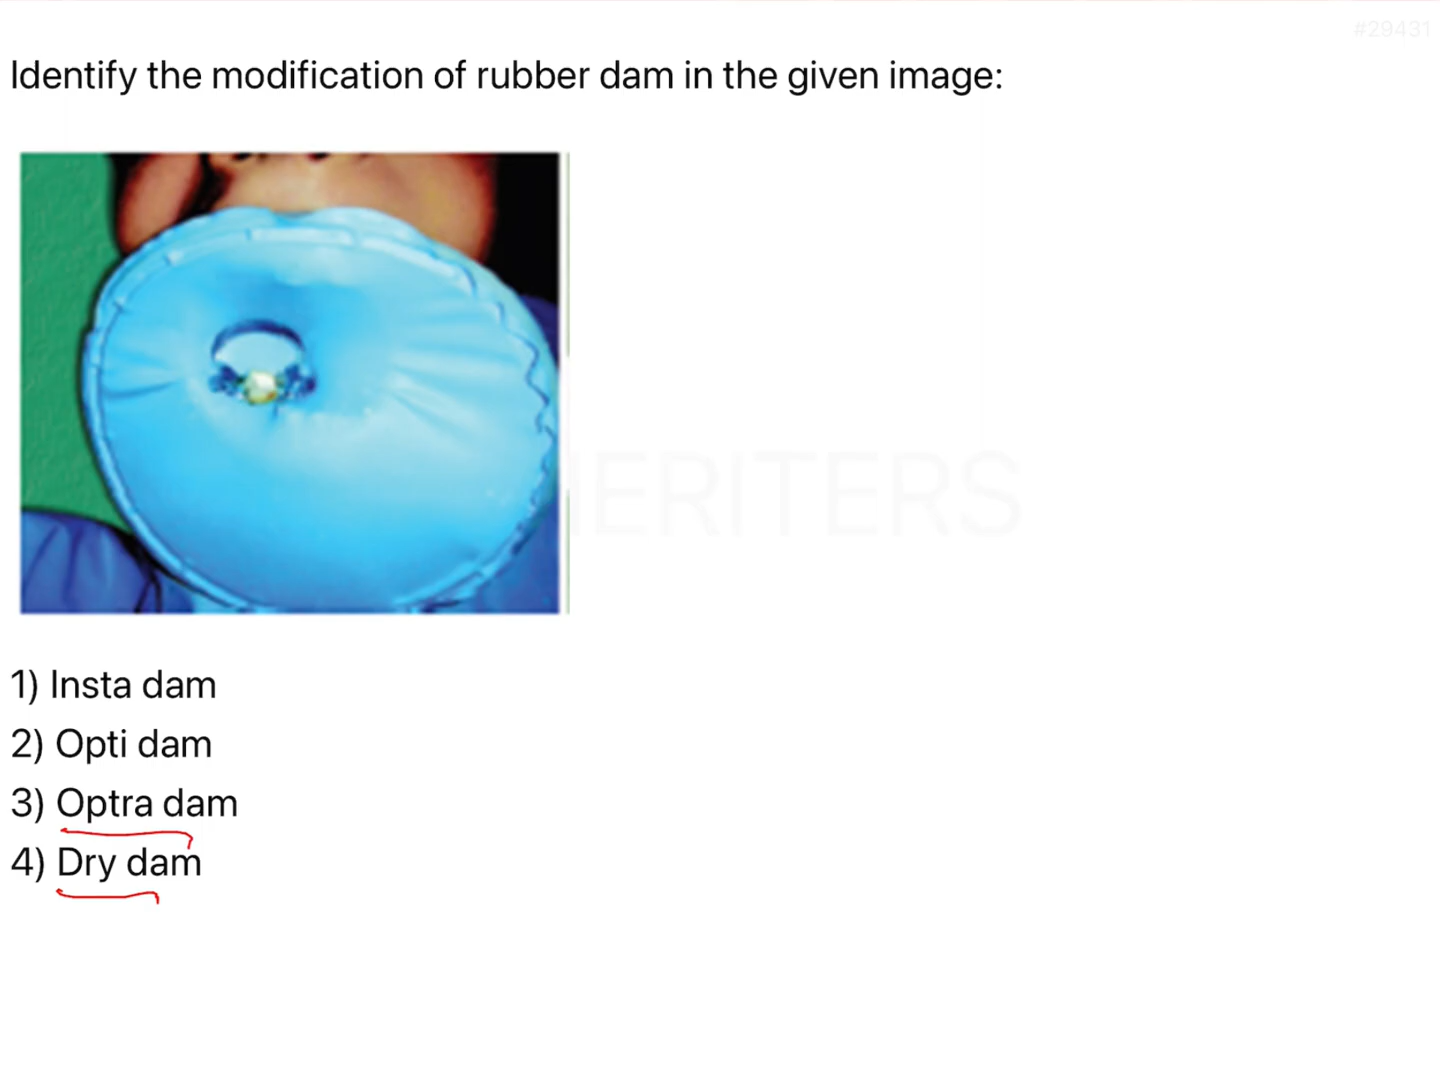 #29431
Identify the modification of rubber dam in the given image:
ERITERS
1) Insta dam
2) Opti dam
3) Optra dam
4) Dry dam